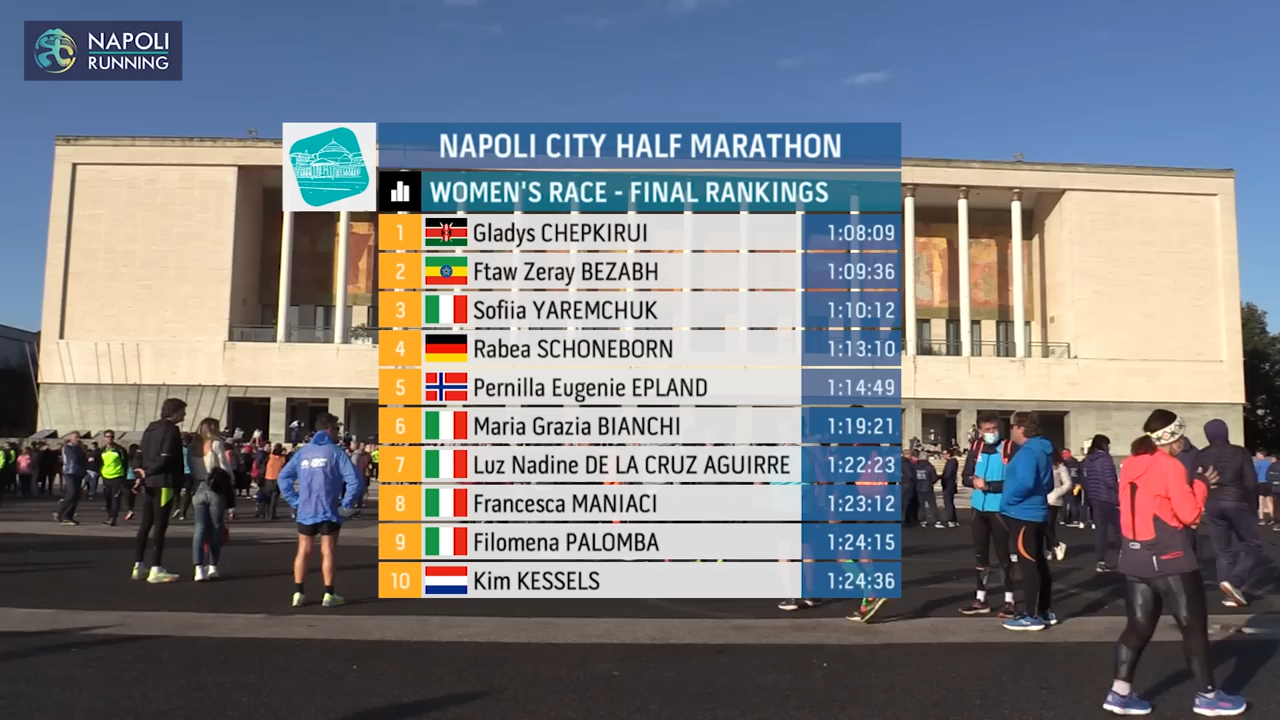 NAPOLI
RUNNING
NAPOLI CITY HALF MARATHON
WOMEN'S RACE - FINAL RANKINGS
1 Gladys CHEPKIRUI 1:08:09
2 Ftaw Zeray BEZABH 1:09:36
3 Sofiia YAREMCHUK 1:10:12
4 Rabea SCHONEBORN 1:13:10
5 Pernilla Eugenie EPLAND 1:14:49
6 Maria Grazia BIANCHI 1:19:21
7 Luz Nadine DE LA CRUZ AGUIRRE 1:22:23
8 Francesca MANIACI 1:23:12
9 Filomena PALOMBA 1:24:15
10 Kim KESSELS 1:24:36